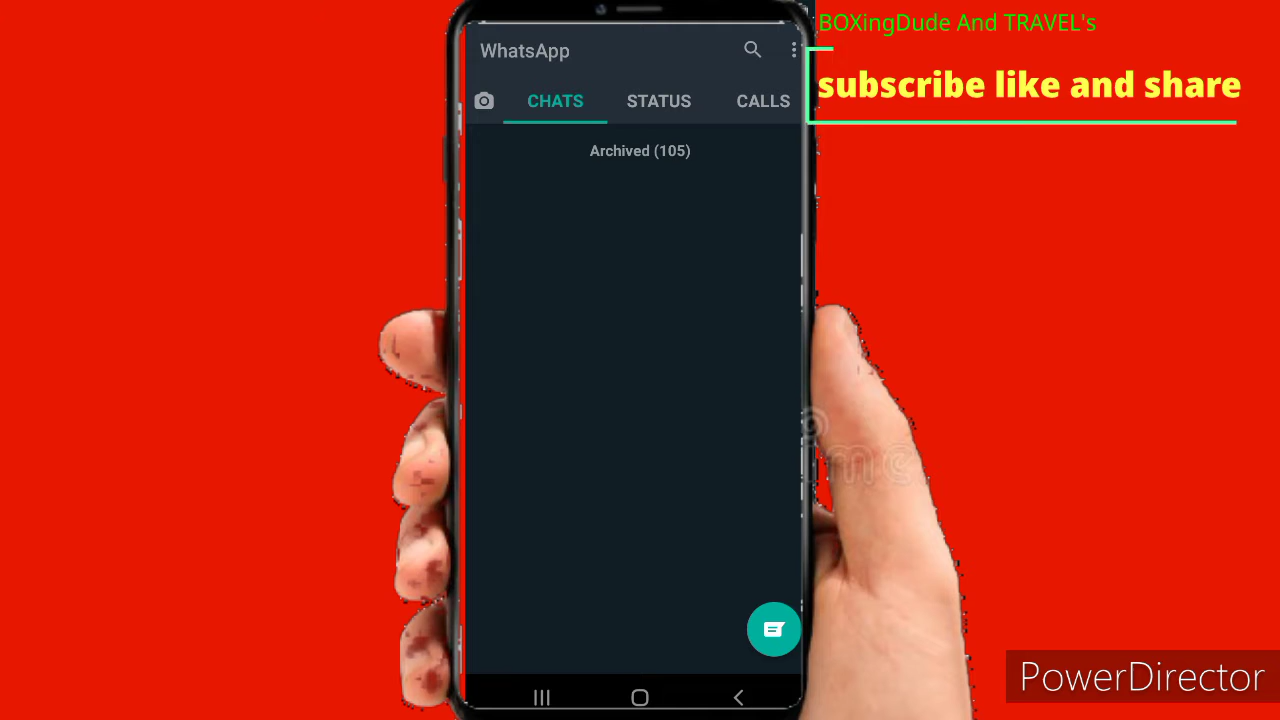 BOXingDude And TRAVEL's
subscribe like and share
WhatsApp
CHATS STATUS CALLS
Archived (105)
PowerDirector